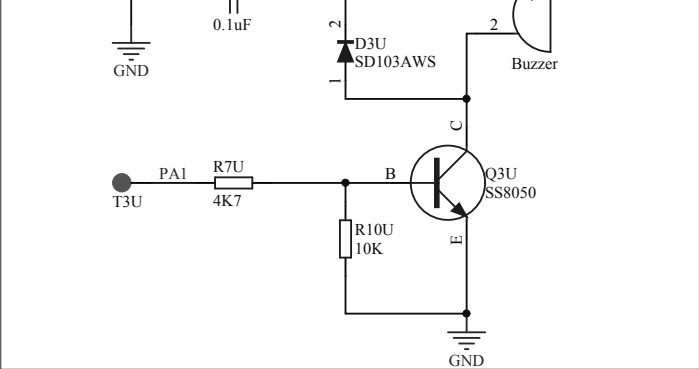 0.1uF
GND
2
D3U
SD103AWS
1
2
Buzzer
C
PA1
R7U
T3U
4K7
B
Q3U
SS8050
R10U
10K
E
GND